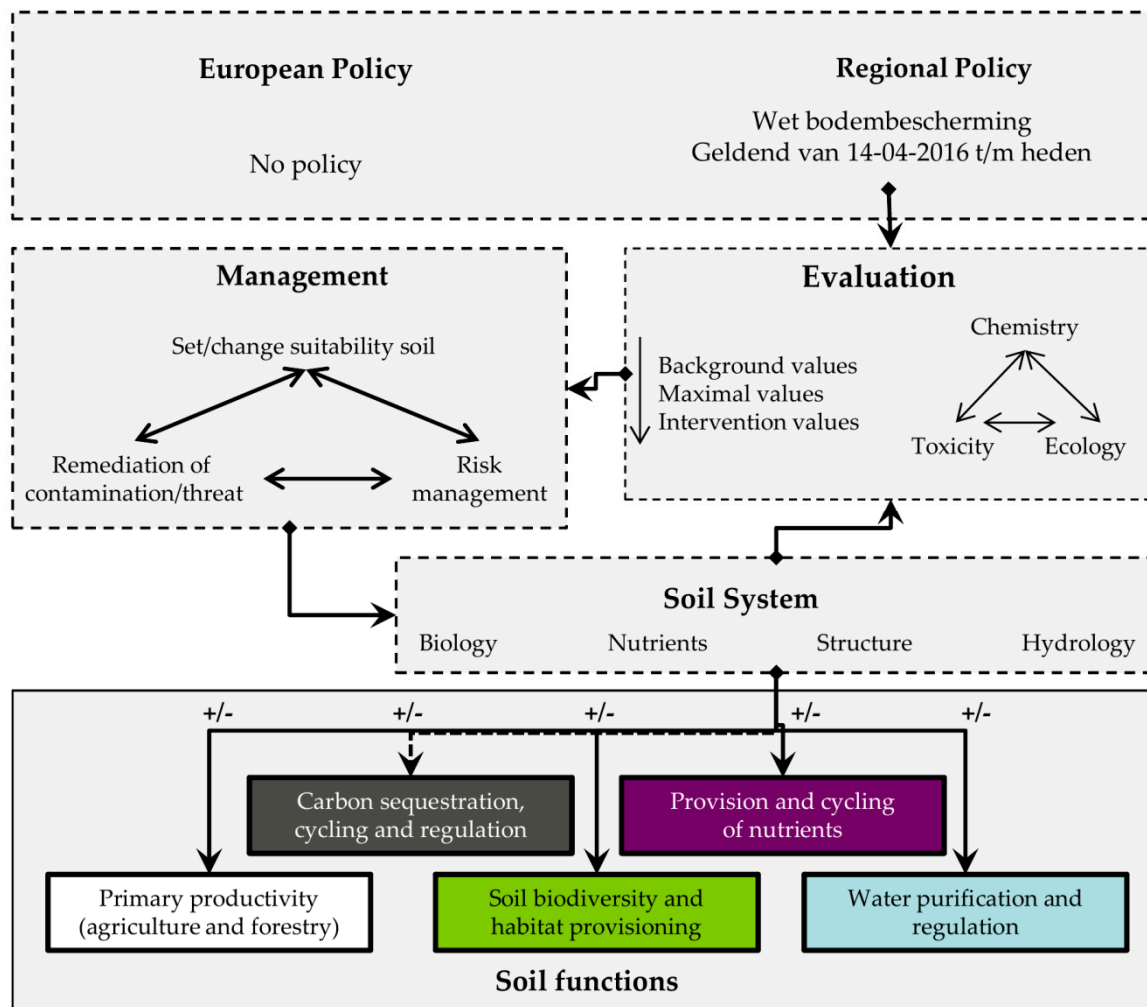 European Policy
Regional Policy
Wet bodembescherming
No policy
Geldend van 14-04-2016 t/m heden
Management
Set/change suitability soil
Remediation of
contamination/threat
Risk
management
Evaluation
Chemistry
Background values
Maximal values
Intervention values
Toxicity
Ecology
Soil System
Biology
Nutrients
Structure
Hydrology
+/-
+/-
+/-
+/-
+/-
Carbon sequestration,
cycling and regulation
Provision and cycling
of nutrients
Primary productivity
(agriculture and forestry)
Soil biodiversity and
habitat provisioning
Water purification and
regulation
Soil functions